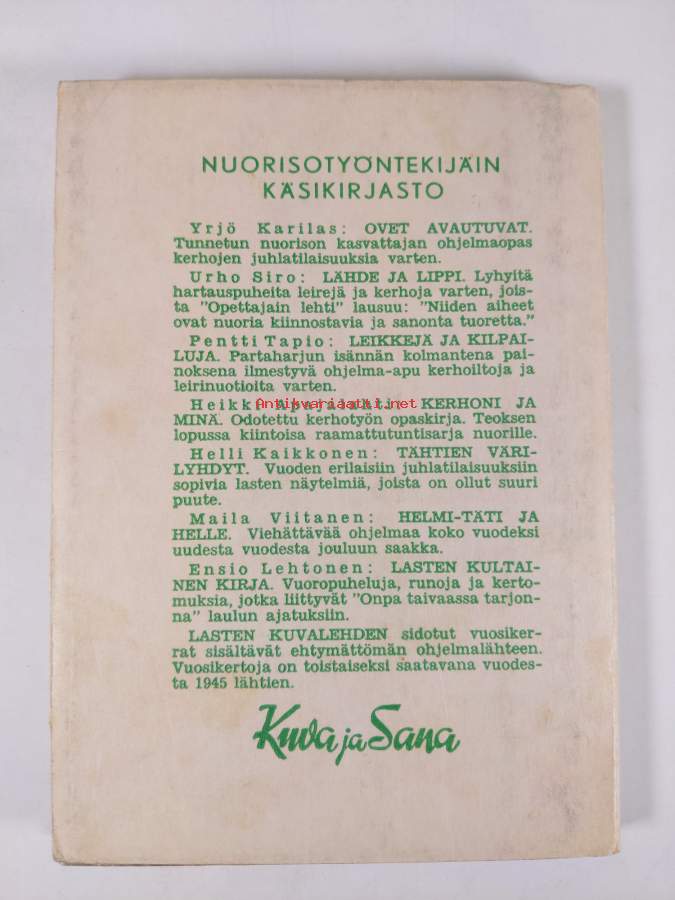 NUORISOTYÖNTEKIJÄIN
KÄSIKIRJASTO
Yrjö Karilas: OVET AVAUTUVAT.
Tunnetun nuorison kasvattajan ohjelmaopas
kerhojen juhlatilaisuuksia varten.
Urho Siro: LÄHDE JA LIPPI. Lyhyitä
hartauspuheita leirejä ja kerhoja varten, jois-
ta "Opettajain lehti" lausuu: "Niiden aiheet
ovat nuoria kiinnostavia ja sanonta tuoretta."
Pentti Tapio: LEIKKEJÄ JA KILPAI-
LUJA. Partaharjun isännän kolmantena pai-
noksena ilmestyvä ohjelma-apu kerhoiltoja ja
leirinuotioita varten.
Heikki KERHONI JA
Antikvariaatti.net
MINÄ. Odotettu kerhotyön opaskirja. Teoksen
lopussa kiintoisa raamattutuntisarja nuorille.
Helli Kaikkonen: TÄHTIEN VÄRI-
LYHDYT. Vuoden erilaisiin juhlatilaisuuksiin
sopivia lasten näytelmiä, joista on ollut suuri
puute.
Maila Viitanen: HELMI-TÄTI JA
HELLE. Viehättävää ohjelmaa koko vuodeksi
uudesta vuodesta jouluun saakka.
Ensio Lehtonen: LASTEN KULTAI-
NEN KIRJA. Vuoropuheluja, runoja ja kerto-
muksia, jotka liittyvät "Onpa taivaassa tarjon-
na" laulun ajatuksiin.
LASTEN KUVALEHDEN sidotut vuosiker-
rat sisältävät ehtymättömän ohjelmalähteen.
Vuosikertoja on toistaiseksi saatavana vuodes-
ta 1945 lähtien.
Kuva ja Sana